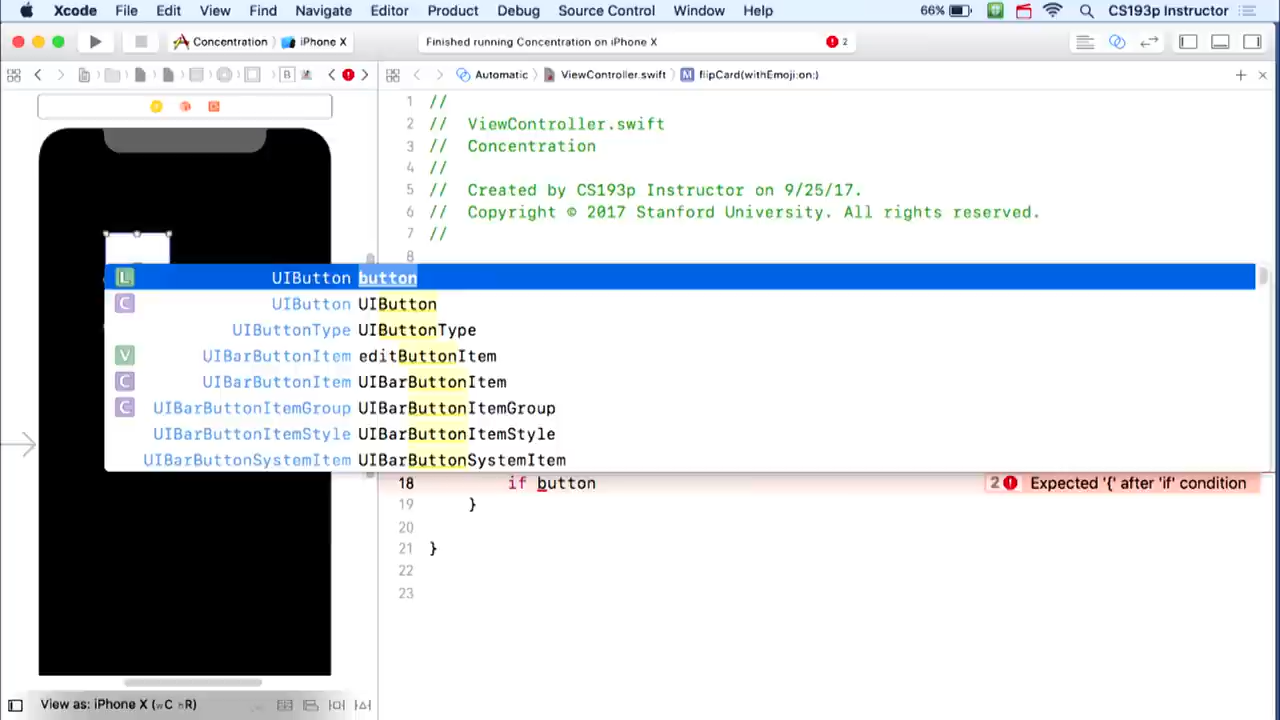 Xcode File Edit View Find Navigate Editor Product Debug Source Control Window Help 66% CS193p Instructor
Concentration iPhone X Finished running Concentration on iPhone X 2
B Automatic ViewController.swift M flipCard(withEmoji:on:)
1 //
2 // ViewController.swift
3 // Concentration
4 //
5 // Created by CS193p Instructor on 9/25/17.
6 // Copyright © 2017 Stanford University. All rights reserved.
7 //
8
L UIButton button
C UIButton UIButton
UIButtonType UIButtonType
V UIBarButtonItem editButtonItem
C UIBarButtonItem UIBarButtonItem
C UIBarButtonItemGroup UIBarButtonItemGroup
UIBarButtonItemStyle UIBarButtonItemStyle
UIBarButtonSystemItem UIBarButtonSystemItem
18 if button 2 Expected '{' after 'if' condition
19 }
20
21 }
22
23
View as: iPhone X (wC hR)